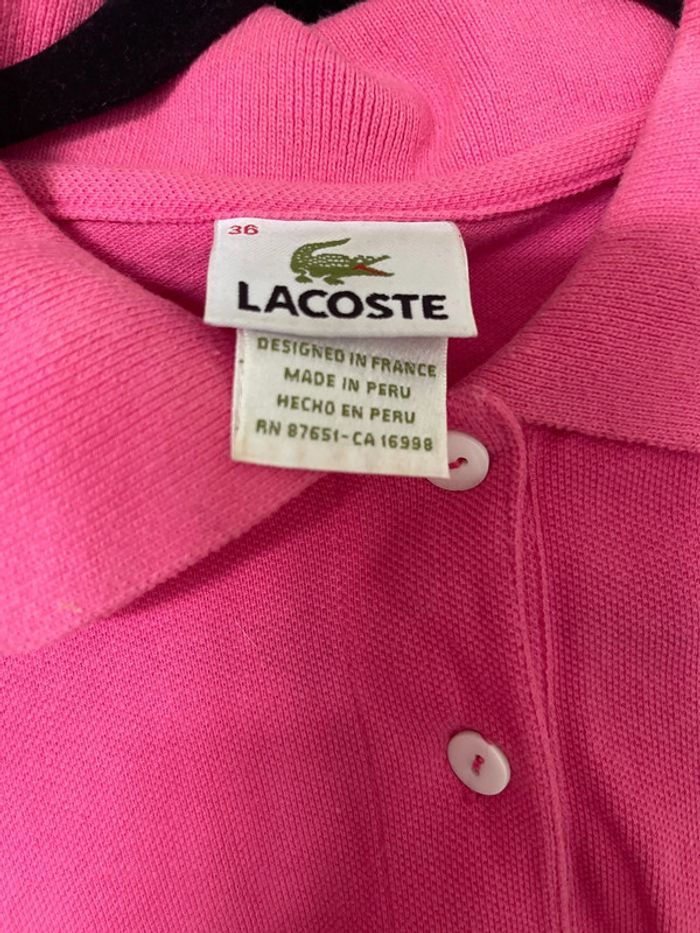 36
LACOSTE
DESIGNED IN FRANCE
MADE IN PERU
HECHO EN PERU
RN 87651-CA 16998